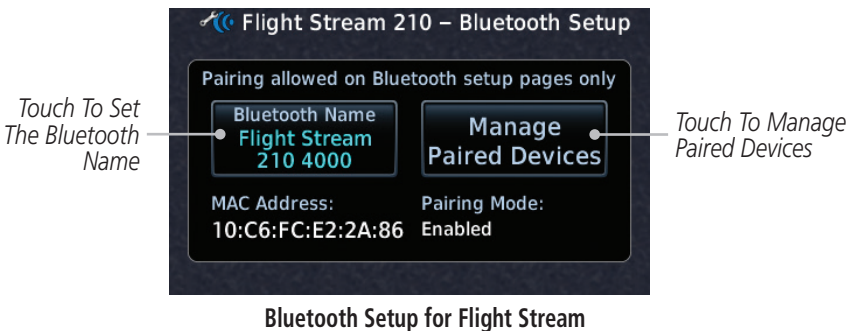 Flight Stream 210 – Bluetooth Setup
Pairing allowed on Bluetooth setup pages only
Touch To Set
The Bluetooth
Name
Bluetooth Name
Flight Stream
210 4000
Manage
Paired Devices
Touch To Manage
Paired Devices
MAC Address:
10:C6:FC:E2:2A:86
Pairing Mode:
Enabled
Bluetooth Setup for Flight Stream